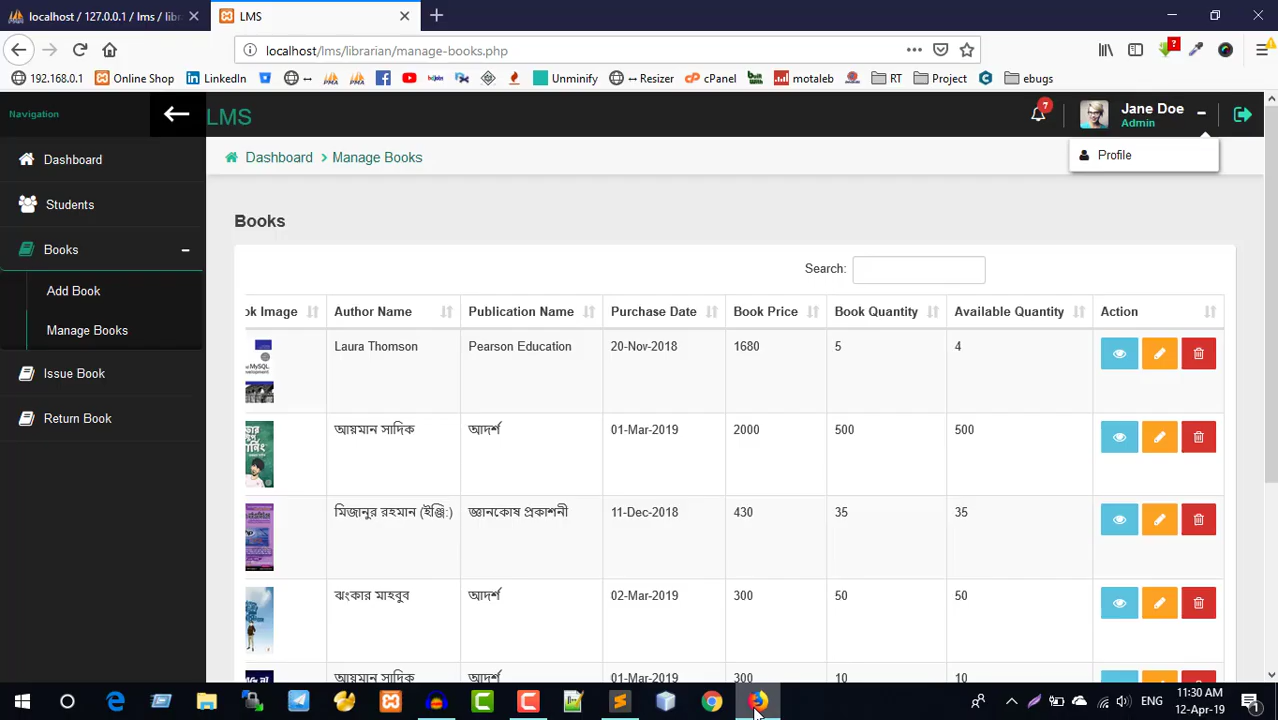 localhost / 127.0.0.1 / lms / lib
LMS
localhost/lms/librarian/manage-books.php
192.168.0.1 Online Shop LinkedIn Unminify Resizer cPanel motaleb RT Project ebugs
Navigation
LMS
7
Jane Doe
Admin
Dashboard
Dashboard > Manage Books
Profile
Students
Books
Books
Search:
Add Book
Manage Books
Issue Book
Return Book
ok Image Author Name Publication Name Purchase Date Book Price Book Quantity Available Quantity Action
Laura Thomson Pearson Education 20-Nov-2018 1680 5 4
আয়মান সাদিক আদর্শ 01-Mar-2019 2000 500 500
মিজানুর রহমান (ইঞ্জি:) জ্ঞানকোষ প্রকাশনী 11-Dec-2018 430 35 35
ঝংকার মাহবুব আদর্শ 02-Mar-2019 300 50 50
আয়মান সাদিক আদর্শ 01-Mar-2019 300 10 10
ENG
11:30 AM
12-Apr-19
1